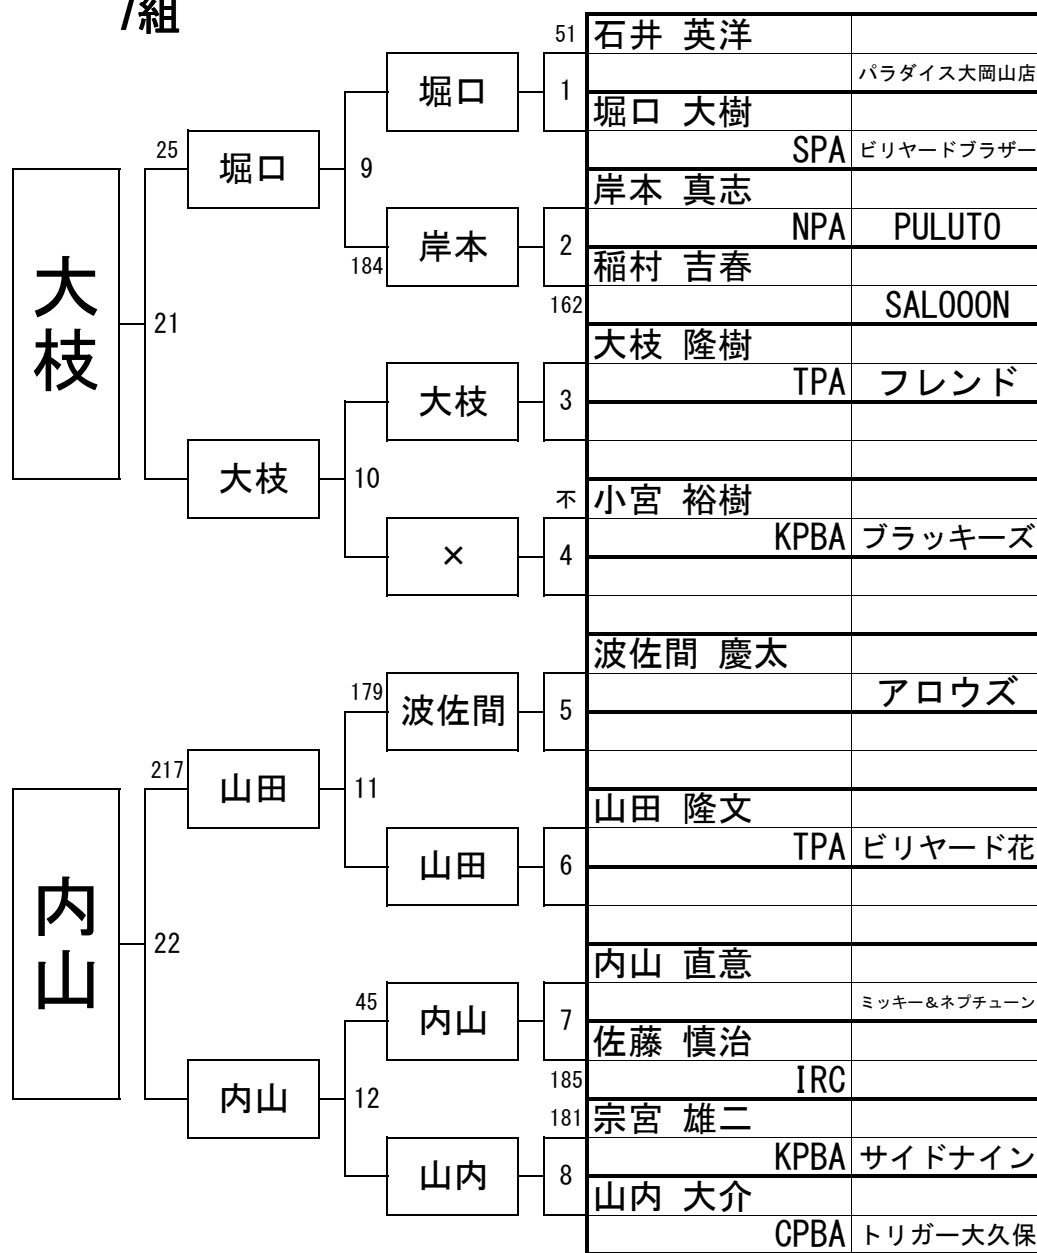 組
51 石井 英洋
堀口 1 パラダイス大岡山店
堀口 大樹
25 堀口 9 SPA ビリヤードブラザー
岸本 真志
岸本 2 NPA PULUTO
184 稲村 吉春
162 SALOOON
大枝 21
大枝 隆樹
大枝 3 TPA フレンド
大枝 10
不 小宮 裕樹
× 4 KPBA ブラッキーズ
波佐間 慶太
179 波佐間 5 アロウズ
217 山田 11
山田 隆文
山田 6 TPA ビリヤード花
内山 22
内山 直意
45 内山 7 ミッキー&ネプチューン
佐藤 慎治
185 IRC
内山 12
181 宗宮 雄二
山内 8 KPBA サイドナイン
山内 大介
CPBA トリガー大久保